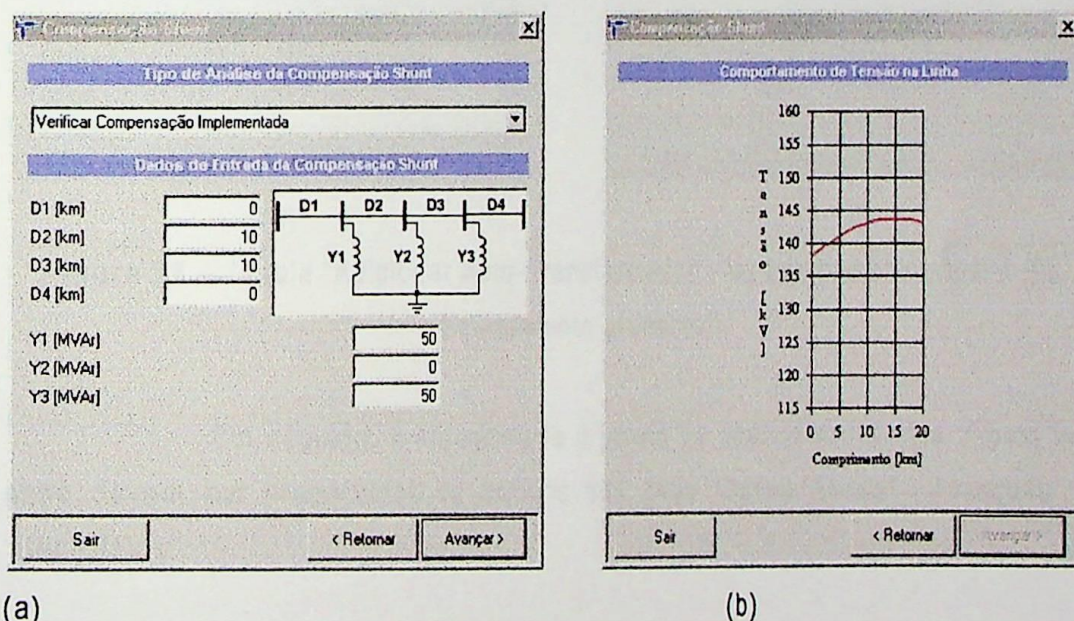 Compensação Shunt
Tipo de Análise da Compensação Shunt
Verificar Compensação Implementada
Dados de Entrada da Compensação Shunt
D1 [km] 0
D2 [km] 10
D3 [km] 10
D4 [km] 0
D1 D2 D3 D4
Y1 Y2 Y3
Y1 [MVAr] 50
Y2 [MVAr] 0
Y3 [MVAr] 50
Sair < Retornar Avançar >
(a)
Compensação Shunt
Comportamento de Tensão na Linha
Tensão [kV]
160
155
150
145
140
135
130
125
120
115
0 5 10 15 20
Comprimento [km]
Sair < Retornar Avançar >
(b)